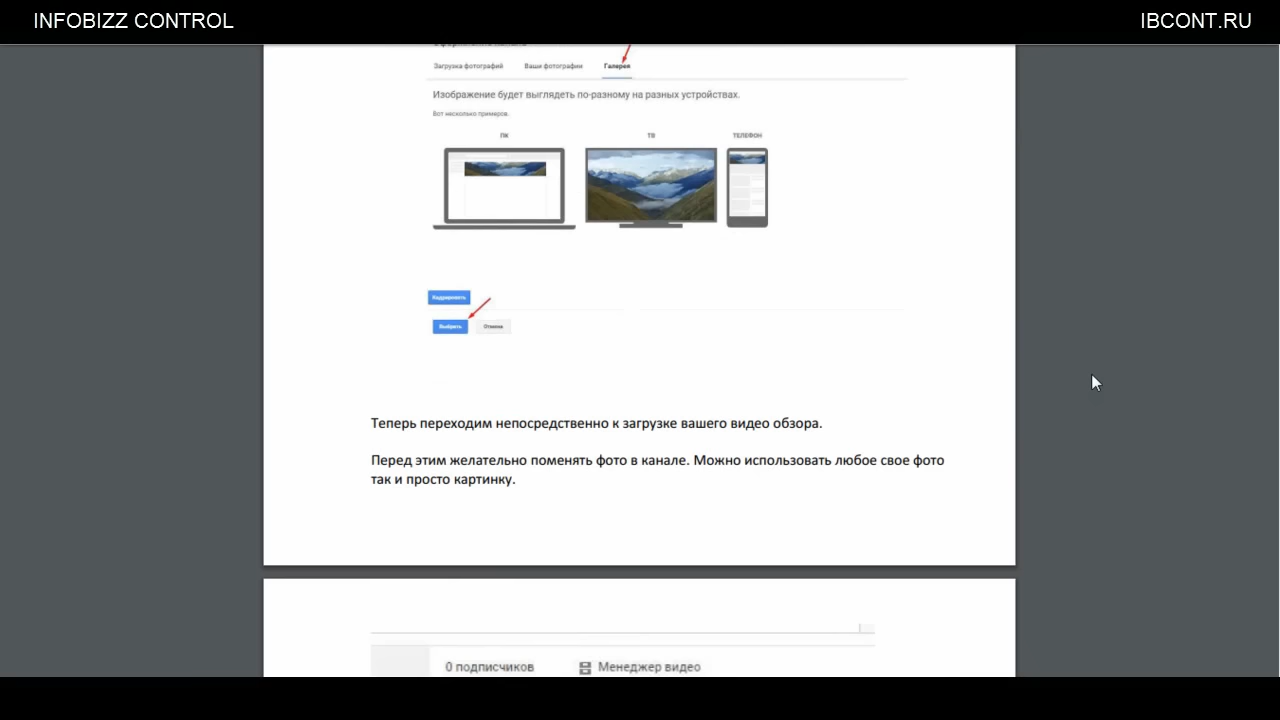 INFOBIZZ CONTROL
IBCONT.RU
Загрузка фотографий Ваши фотографии Галерея
Изображение будет выглядеть по-разному на разных устройствах.
Вот несколько примеров.
ПК ТВ ТЕЛЕФОН
Кадрировать
Выбрать Отмена
Теперь переходим непосредственно к загрузке вашего видео обзора.
Перед этим желательно поменять фото в канале. Можно использовать любое свое фото
так и просто картинку.
0 подписчиков Менеджер видео